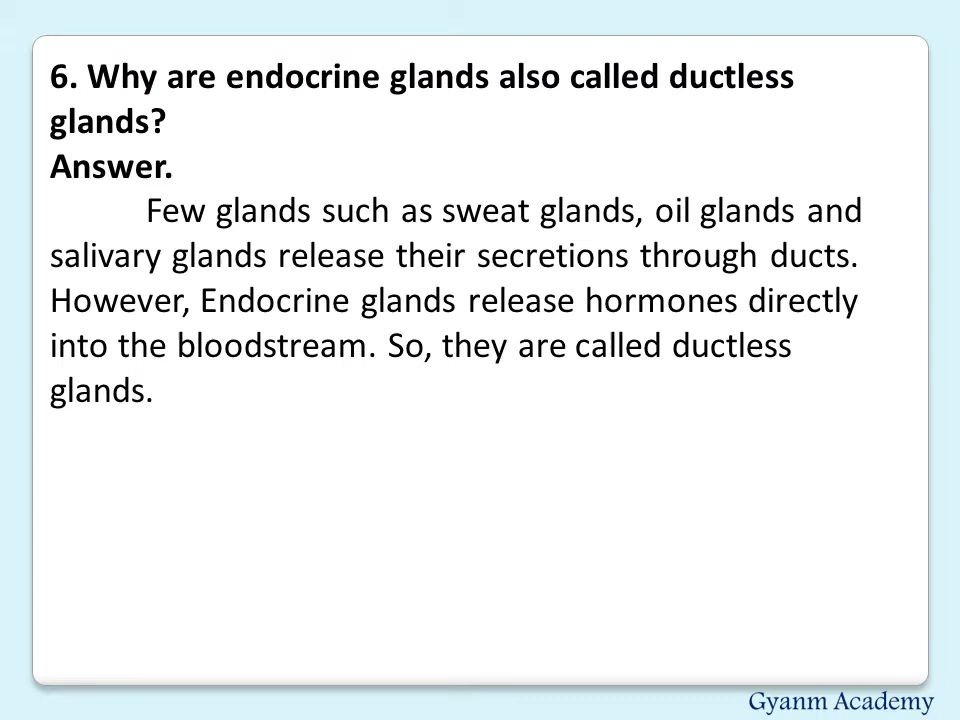 6. Why are endocrine glands also called ductless
glands?
Answer.
Few glands such as sweat glands, oil glands and
salivary glands release their secretions through ducts.
However, Endocrine glands release hormones directly
into the bloodstream. So, they are called ductless
glands.
Gyanm Academy